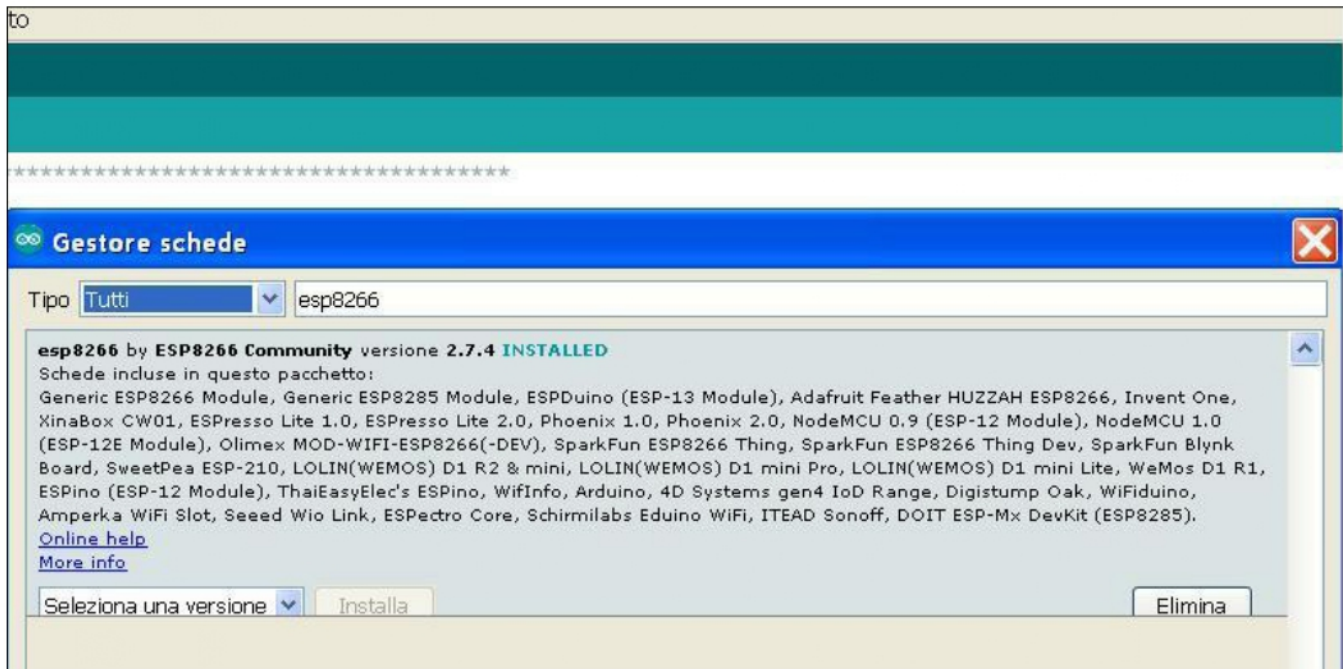 to
***************************************
Gestore schede
Tipo Tutti esp8266
esp8266 by ESP8266 Community versione 2.7.4 INSTALLED
Schede incluse in questo pacchetto:
Generic ESP8266 Module, Generic ESP8285 Module, ESPDuino (ESP-13 Module), Adafruit Feather HUZZAH ESP8266, Invent One,
XinaBox CW01, ESPresso Lite 1.0, ESPresso Lite 2.0, Phoenix 1.0, Phoenix 2.0, NodeMCU 0.9 (ESP-12 Module), NodeMCU 1.0
(ESP-12E Module), Olimex MOD-WIFI-ESP8266(-DEV), SparkFun ESP8266 Thing, SparkFun ESP8266 Thing Dev, SparkFun Blynk
Board, SweetPea ESP-210, LOLIN(WEMOS) D1 R2 & mini, LOLIN(WEMOS) D1 mini Pro, LOLIN(WEMOS) D1 mini Lite, WeMos D1 R1,
ESPino (ESP-12 Module), ThaiEasyElec's ESPino, WifInfo, Arduino, 4D Systems gen4 IoD Range, Digistump Oak, WiFiduino,
Amperka WiFi Slot, Seeed Wio Link, ESPectro Core, Schirmilabs Eduino WiFi, ITEAD Sonoff, DOIT ESP-Mx DevKit (ESP8285).
Online help
More info
Seleziona una versione Installa Elimina